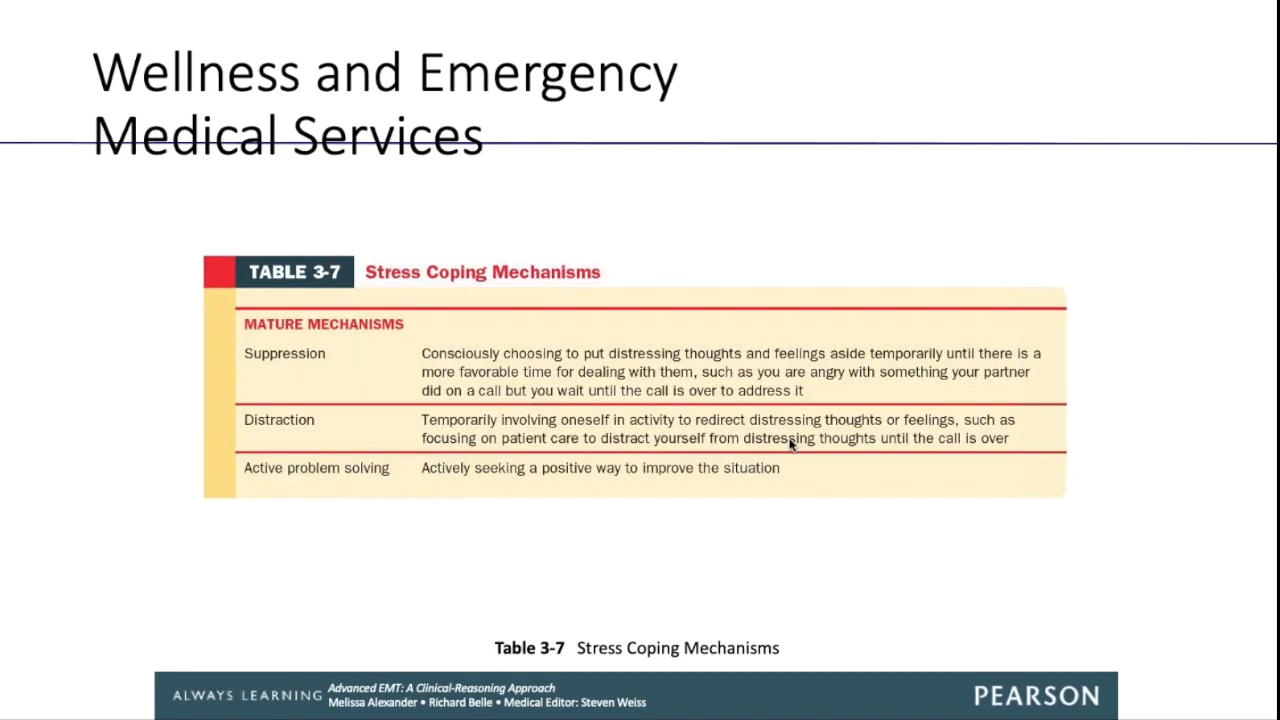 Wellness and Emergency
Medical Services
TABLE 3-7 Stress Coping Mechanisms
MATURE MECHANISMS
Suppression Consciously choosing to put distressing thoughts and feelings aside temporarily until there is a
more favorable time for dealing with them, such as you are angry with something your partner
did on a call but you wait until the call is over to address it
Distraction Temporarily involving oneself in activity to redirect distressing thoughts or feelings, such as
focusing on patient care to distract yourself from distressing thoughts until the call is over
Active problem solving Actively seeking a positive way to improve the situation
Table 3-7 Stress Coping Mechanisms
ALWAYS LEARNING
Advanced EMT: A Clinical-Reasoning Approach
Melissa Alexander • Richard Belle • Medical Editor: Steven Weiss
PEARSON